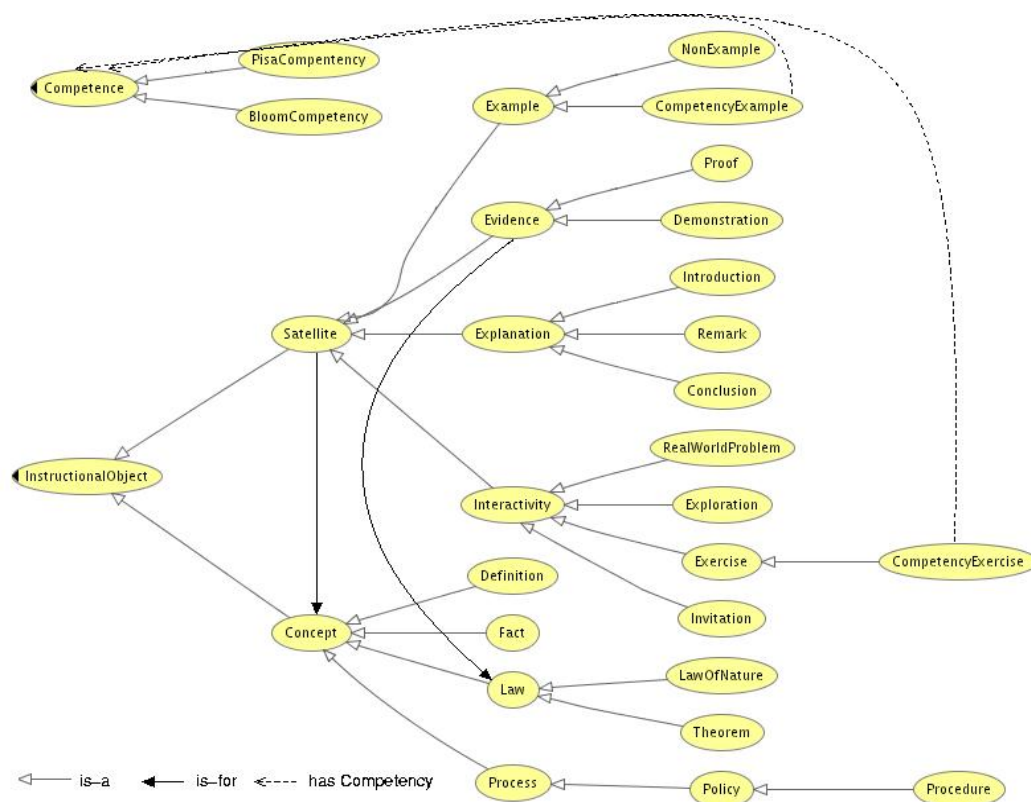 NonExample
PisaCompentency
Competence
Example
CompetencyExample
BloomCompetency
Proof
Evidence
Demonstration
Introduction
Satellite
Explanation
Remark
Conclusion
RealWorldProblem
InstructionalObject
Interactivity
Exploration
Exercise
CompetencyExercise
Definition
Invitation
Concept
Fact
LawOfNature
Law
Theorem
is-a
is-for
has Competency
Process
Policy
Procedure